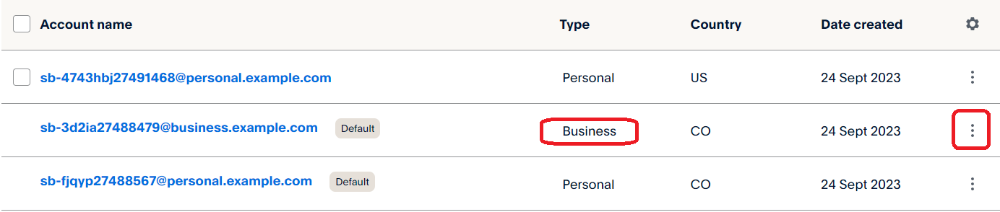 Account name Type Country Date created
sb-4743hbj27491468@personal.example.com Personal US 24 Sept 2023
sb-3d2ia27488479@business.example.com Default Business CO 24 Sept 2023
sb-fjqyp27488567@personal.example.com Default Personal CO 24 Sept 2023